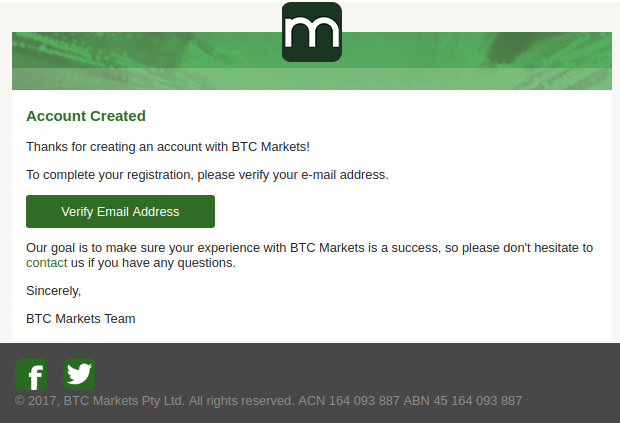 m
Account Created
Thanks for creating an account with BTC Markets!
To complete your registration, please verify your e-mail address.
Verify Email Address
Our goal is to make sure your experience with BTC Markets is a success, so please don't hesitate to
contact us if you have any questions.
Sincerely,
BTC Markets Team
f
© 2017, BTC Markets Pty Ltd. All rights reserved. ACN 164 093 887 ABN 45 164 093 887